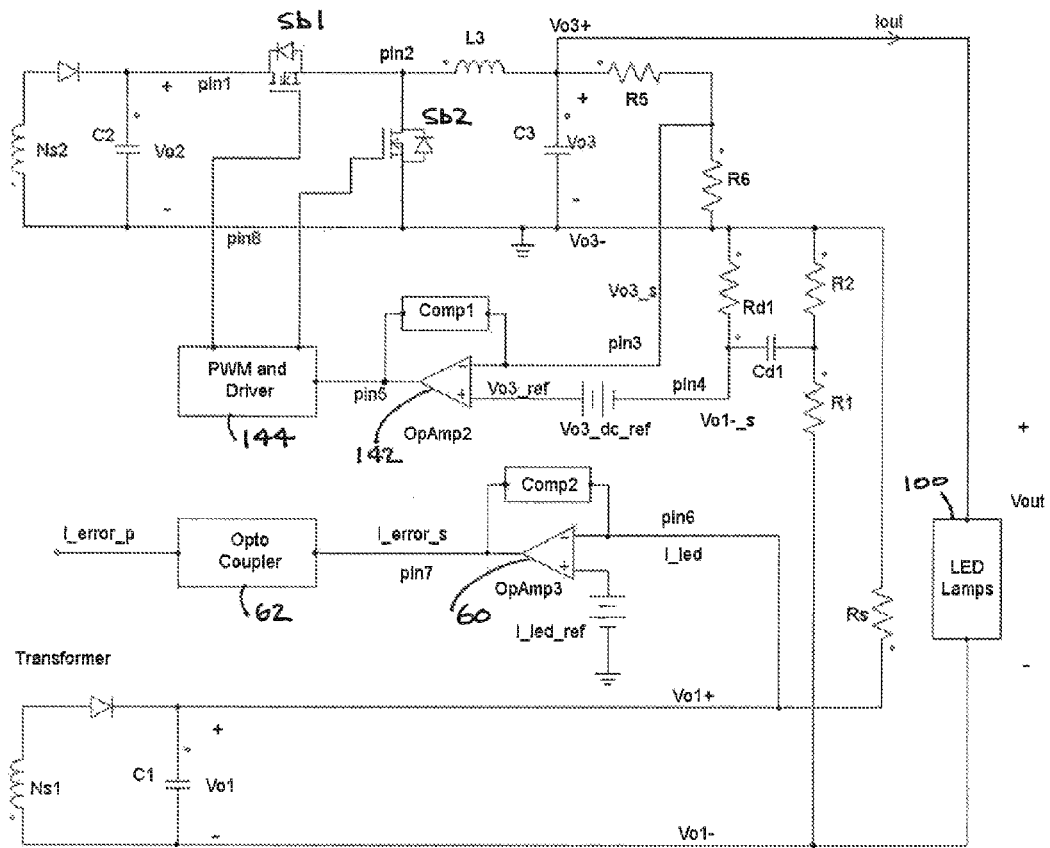 Sb1
Vo3+
Iout
pin2
L3
pin1
R5
Sb2
C2
Vo2
+
-
Ns2
C3
+
Vo3
-
R6
pin6
Vo3-
Vo3_s
Rd1
R2
Comp1
pin3
Cd1
PWM and
Driver
pin5
Vo3_ref
pin4
R1
144
142
OpAmp2
Vo3_dc_ref
Vo1-_s
+
Comp2
100
Vout
pin6
I_error_p
Opto
Coupler
I_error_s
I_led
pin7
OpAmp3
LED
Lamps
62
60
I_led_ref
Rs
Transformer
-
Vo1+
+
C1
Vo1
Ns1
-
Vo1-